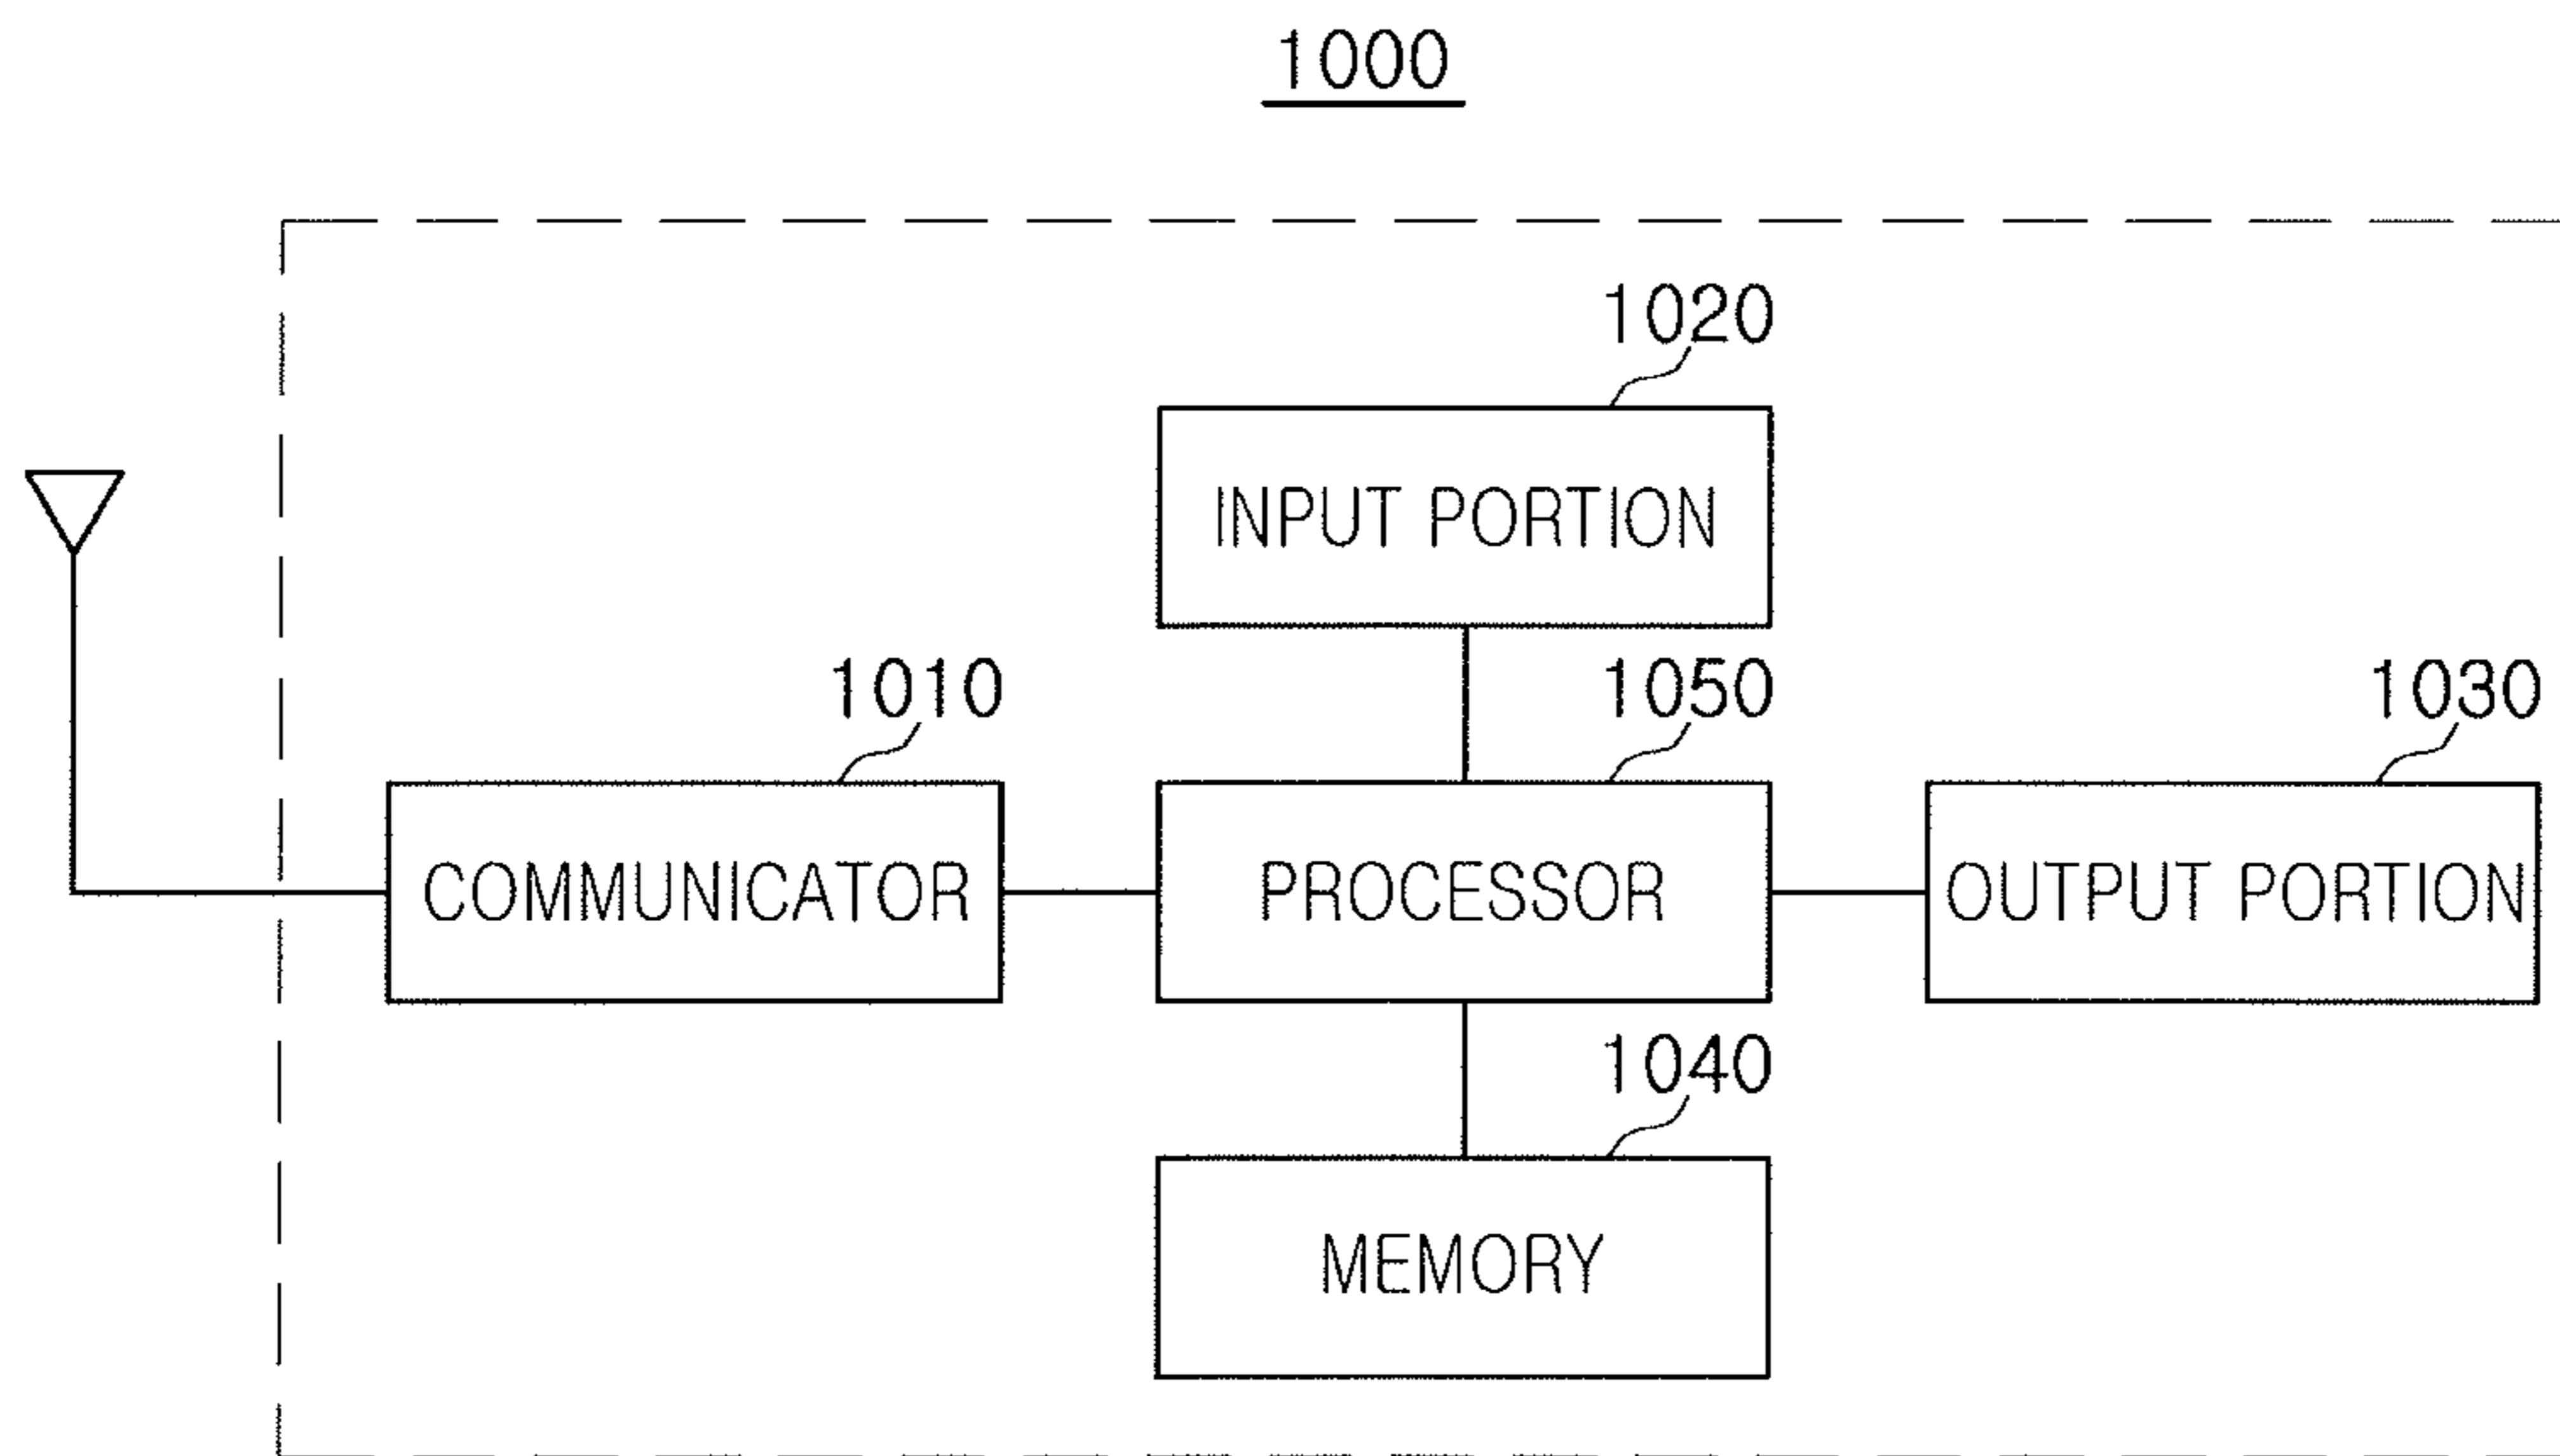 1000
1020
INPUT PORTION
1010
1050
1030
COMMUNICATOR
PROCESSOR
OUTPUT PORTION
1040
MEMORY